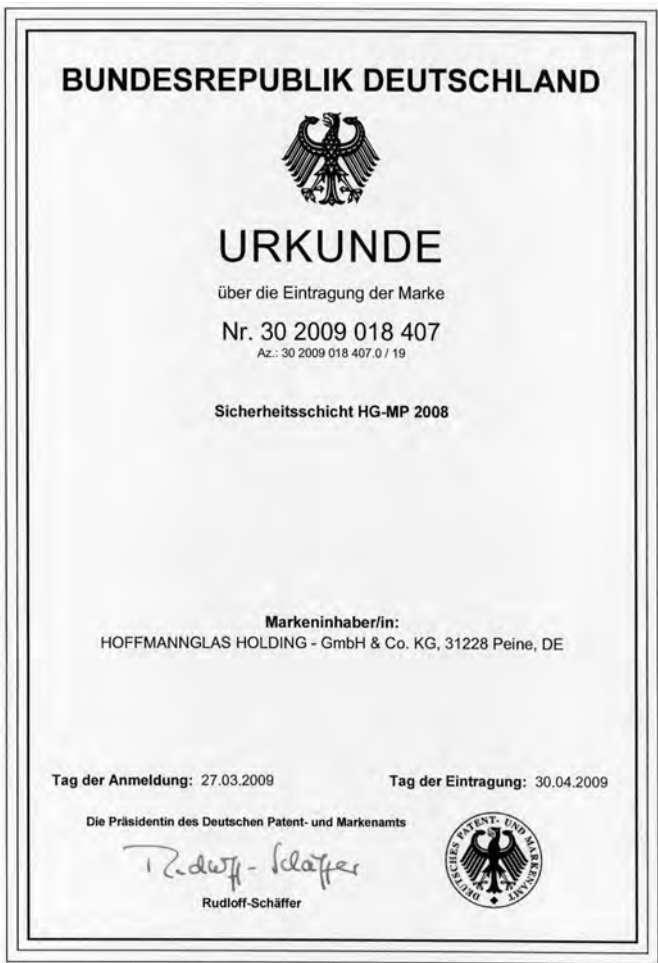 BUNDESREPUBLIK DEUTSCHLAND
URKUNDE
über die Eintragung der Marke
Nr. 30 2009 018 407
Az.: 30 2009 018 407.0 / 19
Sicherheitsschicht HG-MP 2008
Markeninhaber/in:
HOFFMANNGLAS HOLDING - GmbH & Co. KG, 31228 Peine, DE
Tag der Anmeldung: 27.03.2009 Tag der Eintragung: 30.04.2009
Die Präsidentin des Deutschen Patent- und Markenamts
Rudloff-Schäffer
Rudloff-Schäffer
DEUTSCHES PATENT- UND MARKENAMT